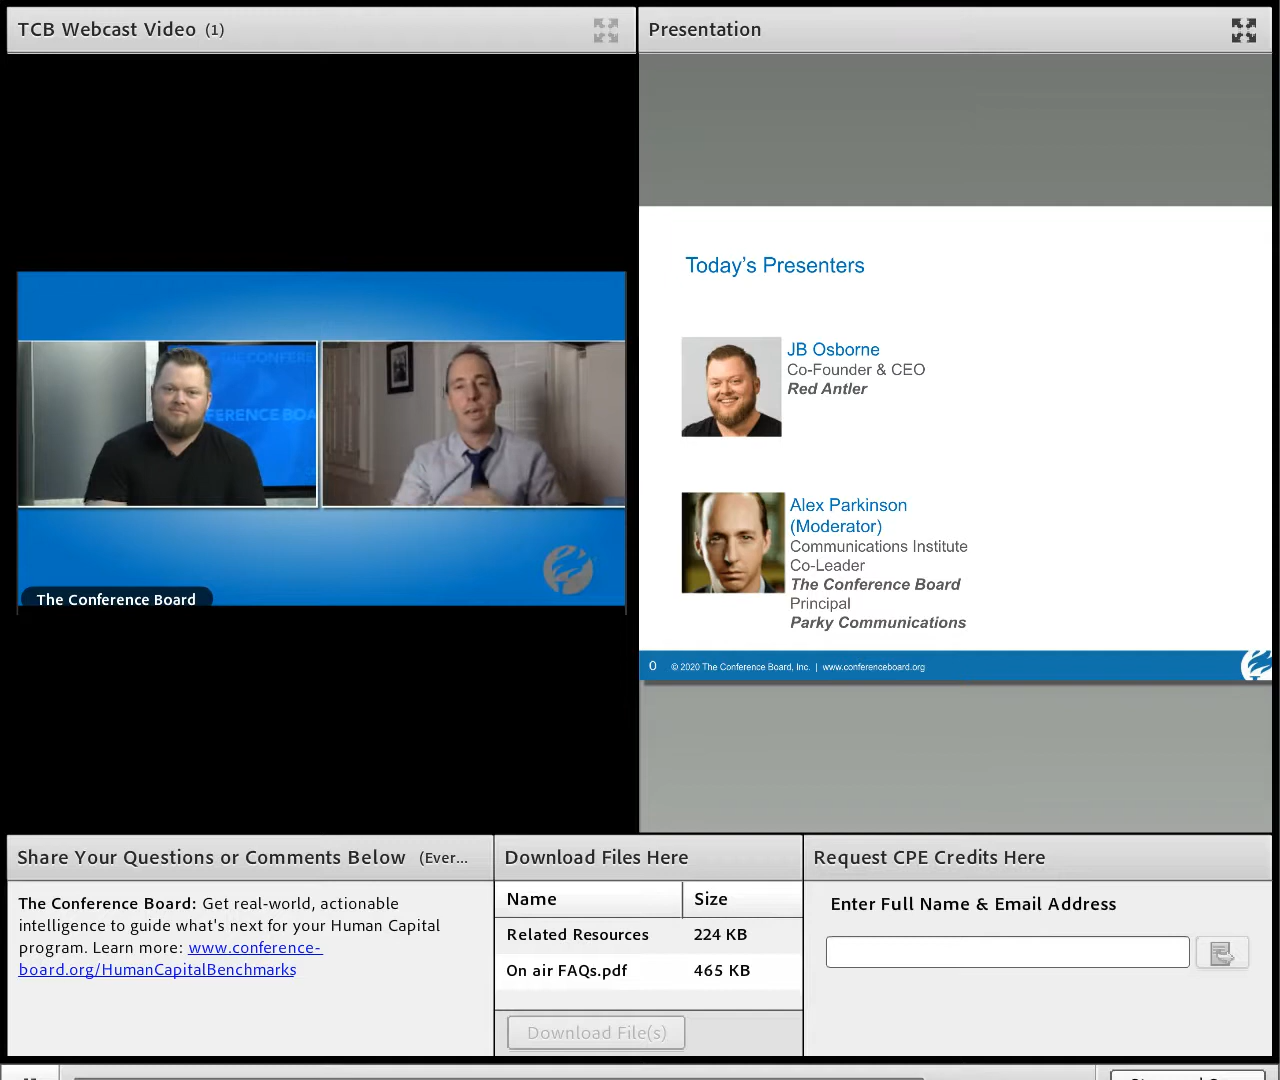 TCB Webcast Video (1)
Presentation
Today's Presenters
JB Osborne
Co-Founder & CEO
Red Antler
Alex Parkinson
(Moderator)
Communications Institute
Co-Leader
The Conference Board
Principal
Parky Communications
0 © 2020 The Conference Board, Inc. | www.conferenceboard.org
THE CONFERE
FERENCE BOA
The Conference Board
Share Your Questions or Comments Below (Ever...
The Conference Board: Get real-world, actionable
intelligence to guide what's next for your Human Capital
program. Learn more: www.conference-
board.org/HumanCapitalBenchmarks
Download Files Here
Name Size
Related Resources 224 KB
On air FAQs.pdf 465 KB
Download File(s)
Request CPE Credits Here
Enter Full Name & Email Address